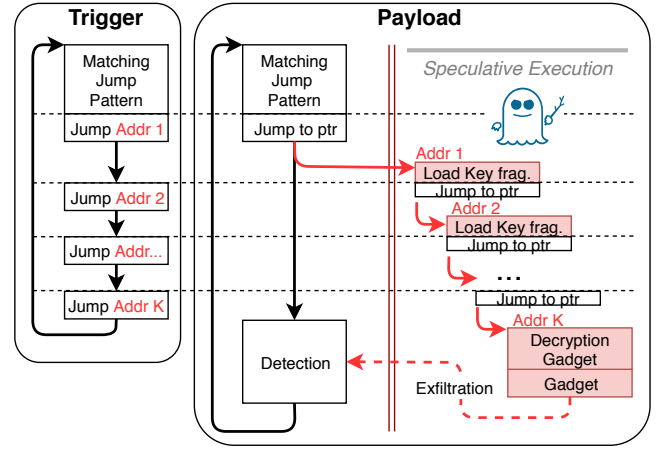 Trigger
Matching
Jump
Pattern
Jump Addr 1
Jump Addr 2
Jump Addr...
Jump Addr K
Payload
Matching
Jump
Pattern
Jump to ptr
Detection
Speculative Execution
Addr 1
Load Key frag.
Jump to ptr
Addr 2
Load Key frag.
Jump to ptr
...
Jump to ptr
Addr K
Decryption
Gadget
Gadget
Exfiltration